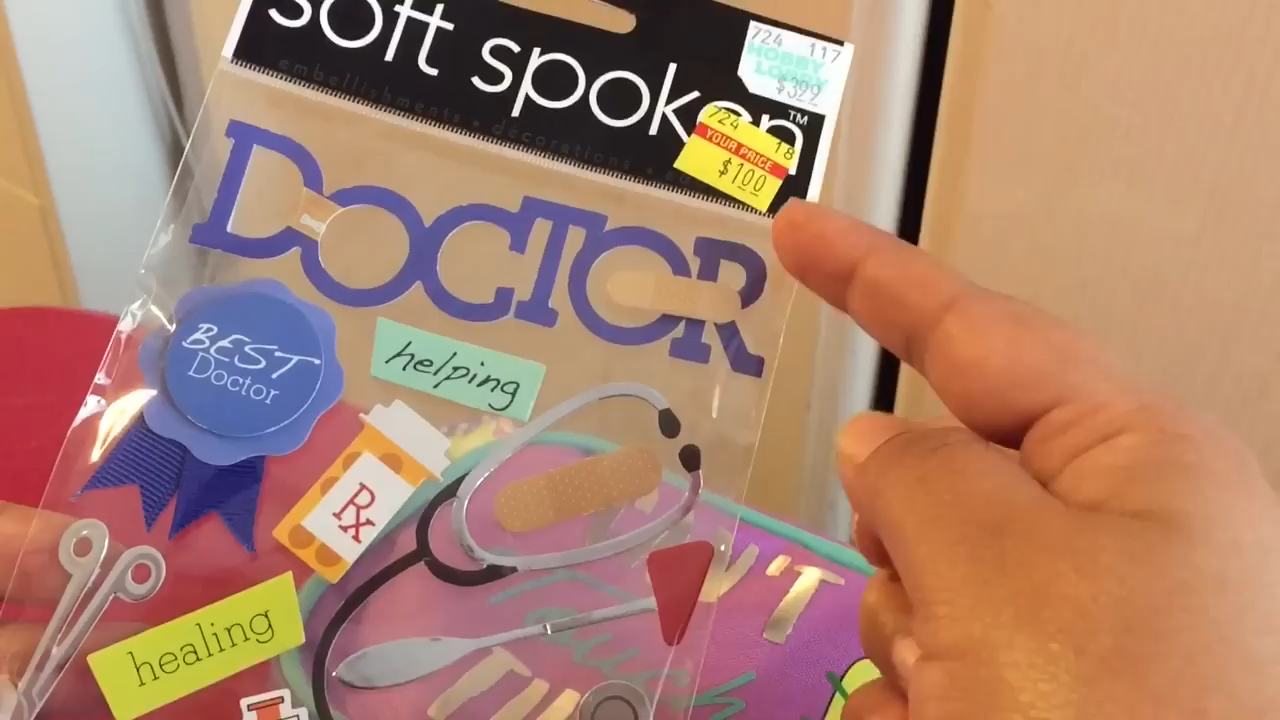 soft spoken™
724 117
HOBBY
LOBBY
$3.99
embellishments • decorations •
724 18
YOUR PRICE
$1.00
DOCTOR
BEST
Doctor
helping
Rx
healing